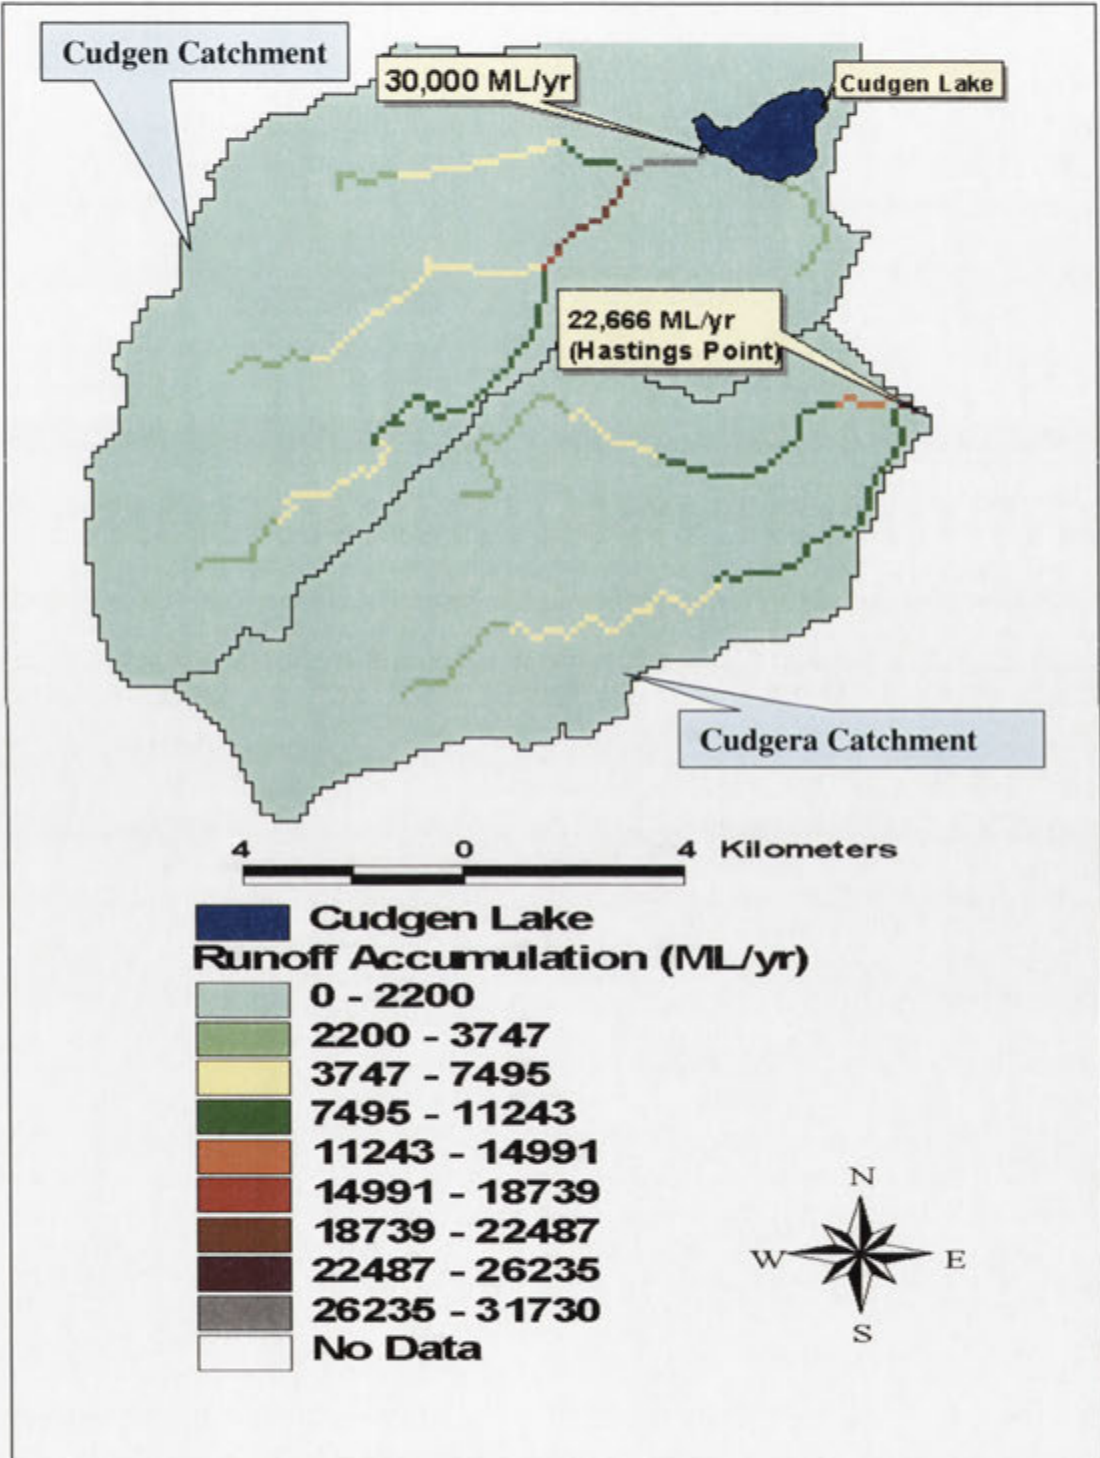 Cudgen Catchment
30,000 ML/yr
Cudgen Lake
22,666 ML/yr
(Hastings Point)
Cudgera Catchment
4 0 4 Kilometers
Cudgen Lake
Runoff Accumulation (ML/yr)
0 - 2200
2200 - 3747
3747 - 7495
7495 - 11243
11243 - 14991
14991 - 18739
18739 - 22487
22487 - 26235
26235 - 31730
No Data
N
W E
S